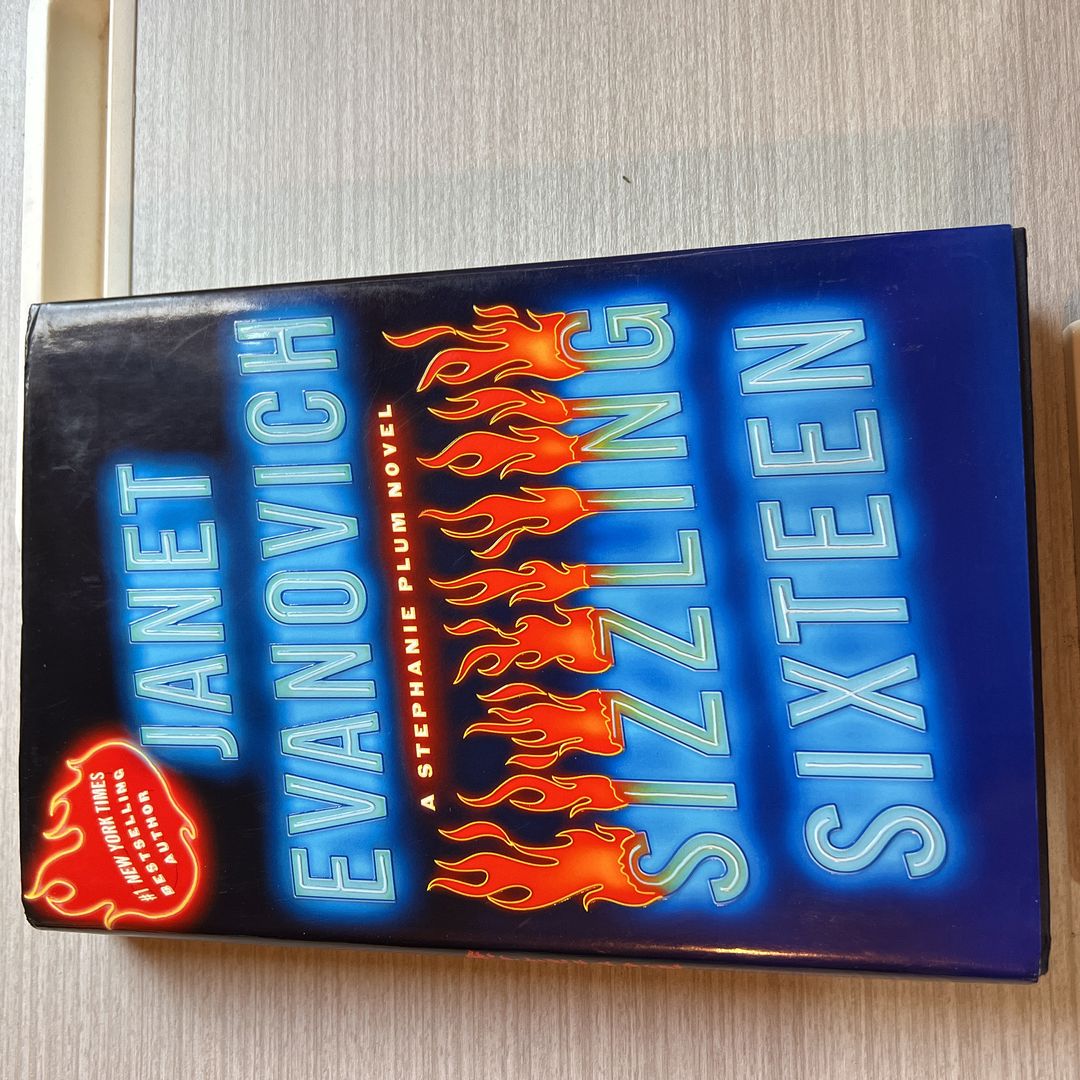 #1 NEW YORK TIMES
BESTSELLING
AUTHOR
JANET
EVANOVICH
A STEPHANIE PLUM NOVEL
SIZZLING
SIXTEEN